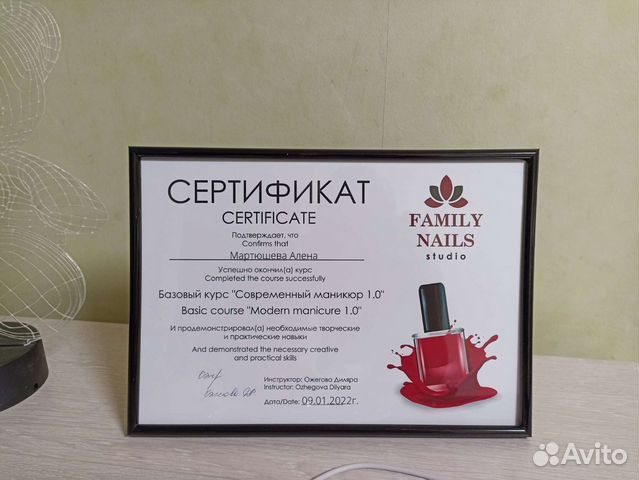 СЕРТИФИКАТ
CERTIFICATE
Подтверждает, что
Confirms that
Мартюшева Алена
Успешно окончил(а) курс
Completed the course successfully
Базовый курс "Современный маникюр 1.0"
Basic course "Modern manicure 1.0"
И продемонстрировал(а) необходимые творческие
и практические навыки
And demonstrated the necessary creative
and practical skills
Инструктор: Ожегова Диляра
Instructor: Ozhegova Dilyara
Дата/Date: 09.01.2022г.
FAMILY
NAILS
studio
Avito